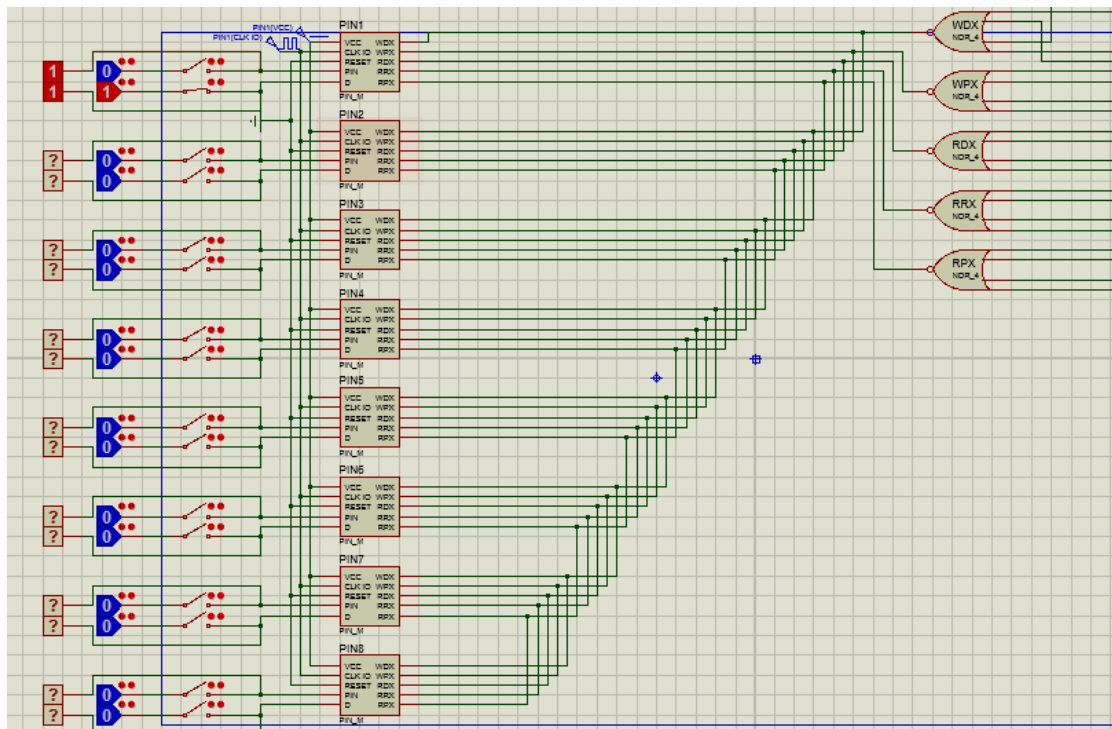 PIN1(VCC)
PIN1(CLK IO)
PIN1
VCC WDX
CLK IO WPX
RESET RDX
PIN RRX
D RPX
PIN_M
1 0
1 1
PIN2
VCC WDX
CLK IO WPX
RESET RDX
PIN RRX
D RPX
PIN_M
? 0
? 0
PIN3
VCC WDX
CLK IO WPX
RESET RDX
PIN RRX
D RPX
PIN_M
? 0
? 0
PIN4
VCC WDX
CLK IO WPX
RESET RDX
PIN RRX
D RPX
PIN_M
? 0
? 0
PIN5
VCC WDX
CLK IO WPX
RESET RDX
PIN RRX
D RPX
PIN_M
? 0
? 0
PIN6
VCC WDX
CLK IO WPX
RESET RDX
PIN RRX
D RPX
PIN_M
? 0
? 0
PIN7
VCC WDX
CLK IO WPX
RESET RDX
PIN RRX
D RPX
PIN_M
? 0
? 0
PIN8
VCC WDX
CLK IO WPX
RESET RDX
PIN RRX
D RPX
PIN_M
? 0
? 0
WDX
NOR_4
WPX
NOR_4
RDX
NOR_4
RRX
NOR_4
RPX
NOR_4